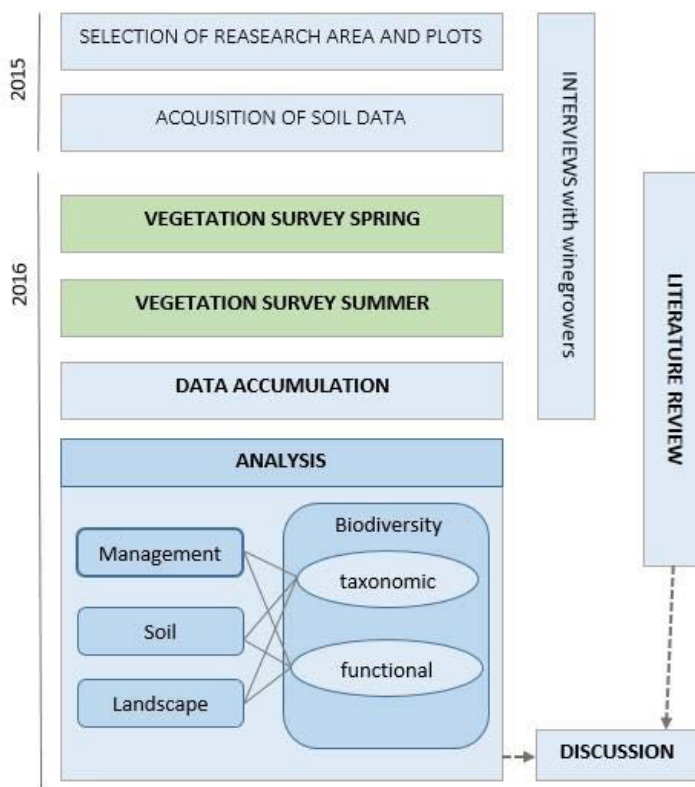 2015
SELECTION OF REASEARCH AREA AND PLOTS
ACQUISITION OF SOIL DATA
INTERVIEWS with winegrowers
2016
VEGETATION SURVEY SPRING
VEGETATION SURVEY SUMMER
DATA ACCUMULATION
LITERATURE REVIEW
ANALYSIS
Management
Soil
Landscape
Biodiversity
taxonomic
functional
DISCUSSION